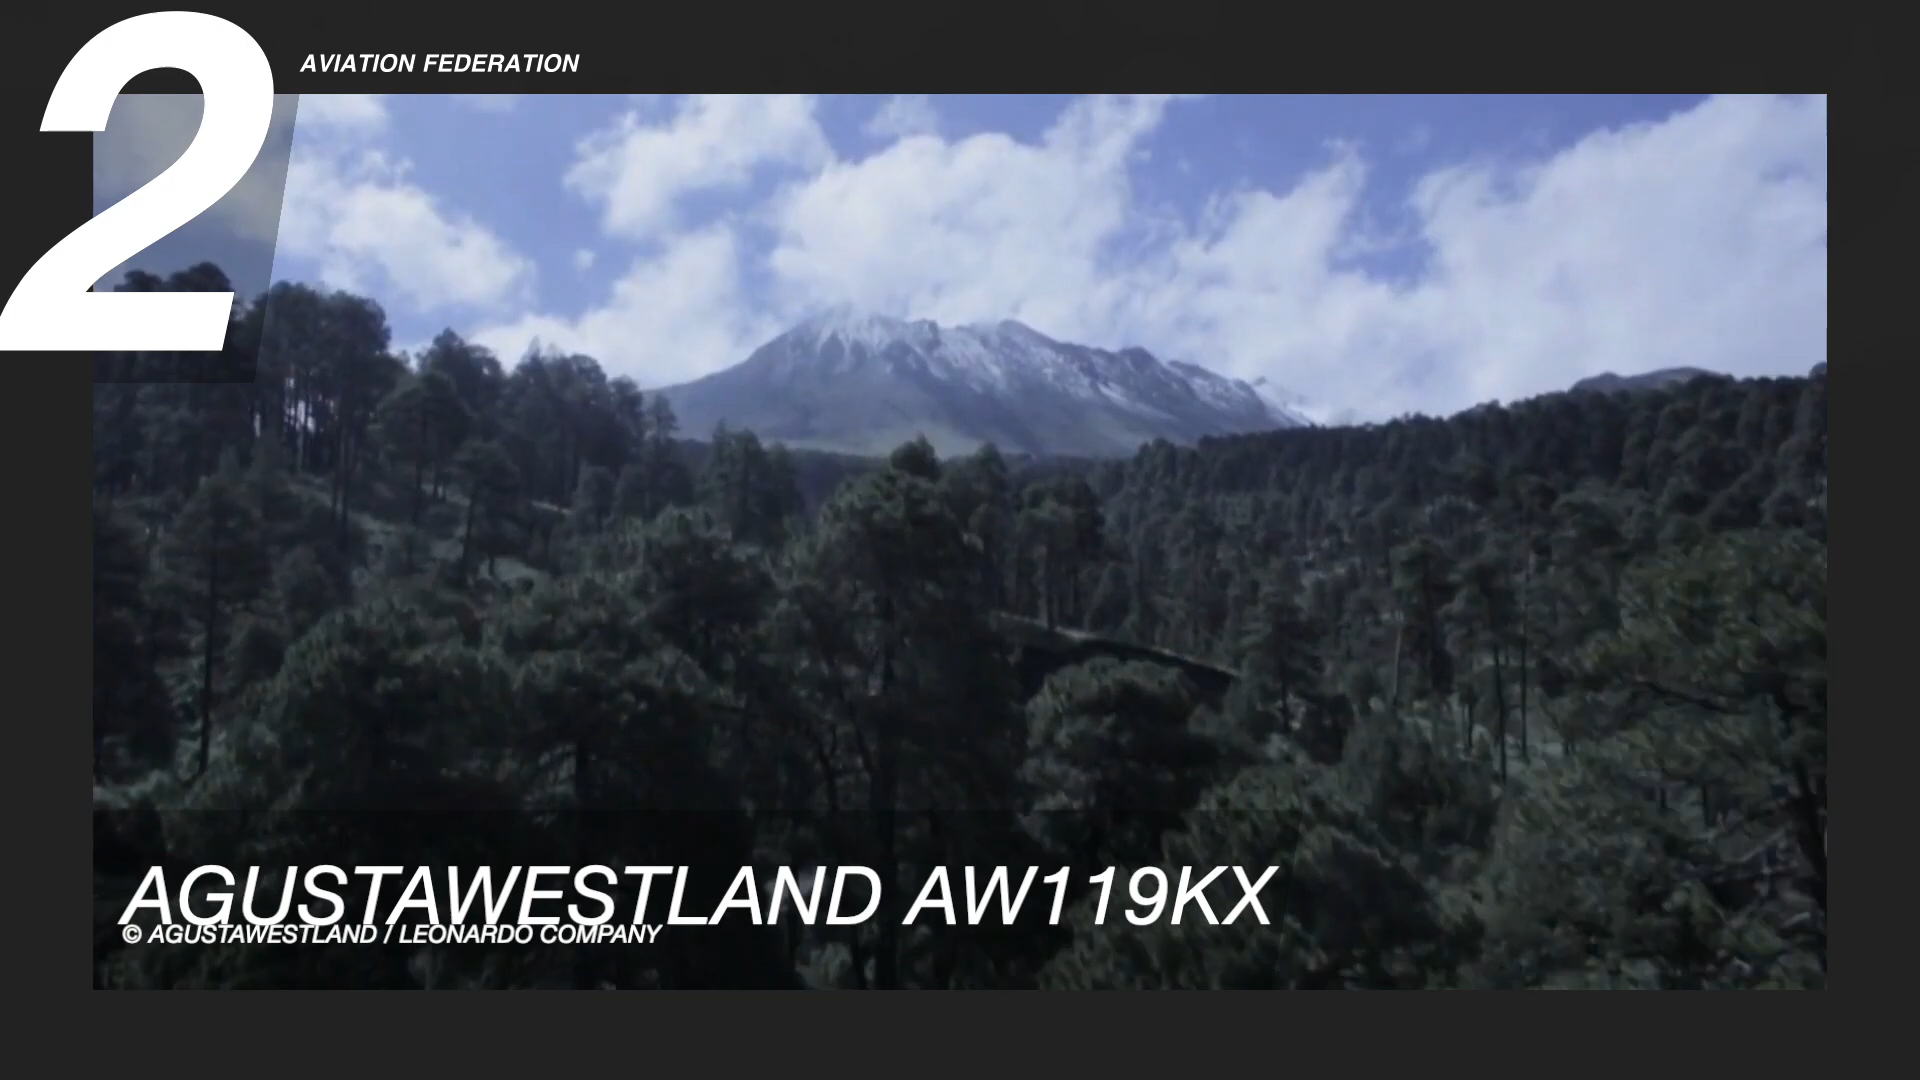 2
AVIATION FEDERATION
AGUSTAWESTLAND AW119KX
© AGUSTAWESTLAND / LEONARDO COMPANY